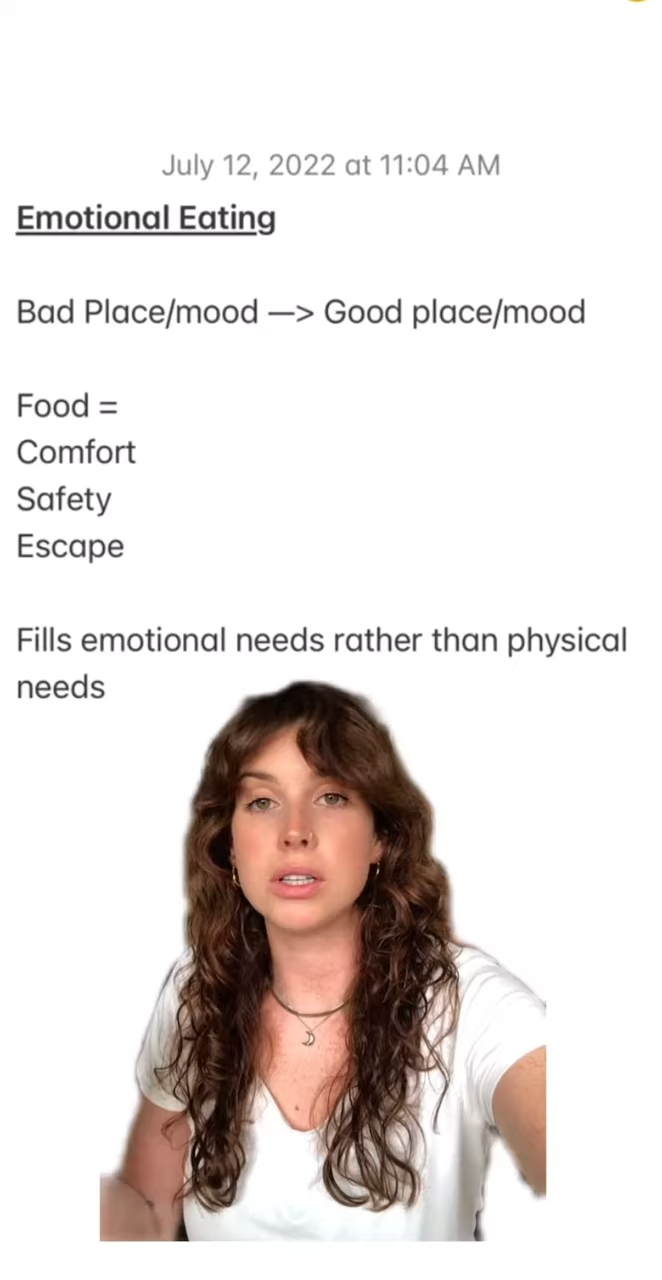 July 12, 2022 at 11:04 AM
Emotional Eating
Bad Place/mood —> Good place/mood
Food =
Comfort
Safety
Escape
Fills emotional needs rather than physical
needs